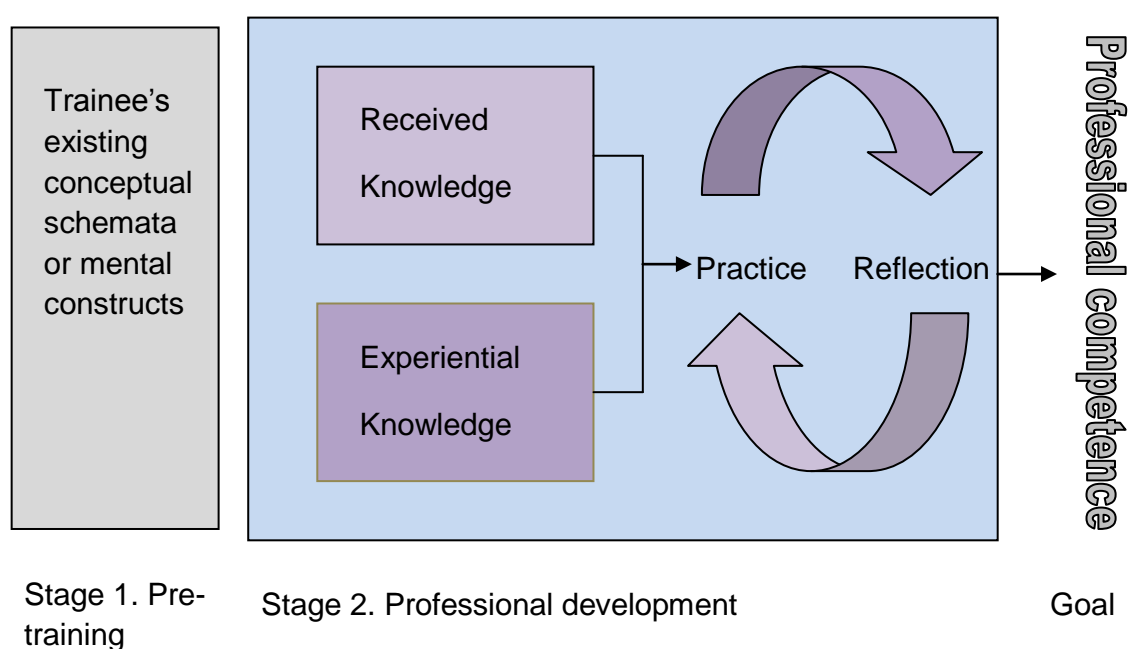 Trainee's
existing
conceptual
schemata
or mental
constructs
Received
Knowledge
Experiential
Knowledge
Practice
Reflection
Professional competence
Stage 1. Pre-
training
Stage 2. Professional development
Goal